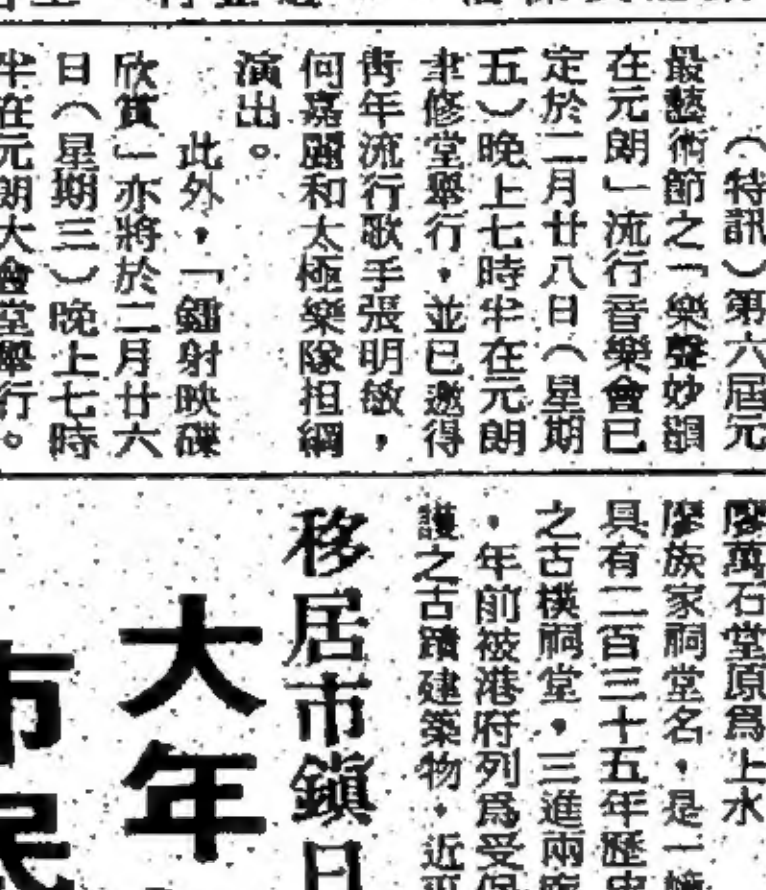 （特訊）第六屆元
最藝術節之「樂聲妙韻
在元朗」流行音樂會已
定於二月廿八日（星期
五）晚上七時半在元朗
聿修堂舉行，並已邀得
靑年流行歌手張明敏，
何嘉麗和太極樂隊担綱
演出。
此外，「鐳射映碟
欣賞」亦將於二月廿六
日（星期三）晚上七時
半在元朗大會堂舉行。
廖萬石堂原爲上水
廖族家祠堂名，是一
具有二百三十五年歷史
之古樸祠堂，三進兩
，年前被港府列爲受保
護之古蹟建築物，近
移居市鎮日
大年
市民